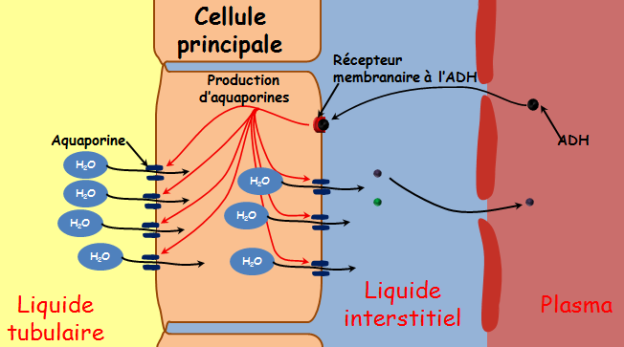 Cellule
principale
Récepteur
membranaire à l'ADH
Production
d'aquaporines
Aquaporine
ADH
H₂O
H₂O
H₂O
H₂O
H₂O
H₂O
H₂O
Liquide
tubulaire
Liquide
interstitiel
Plasma